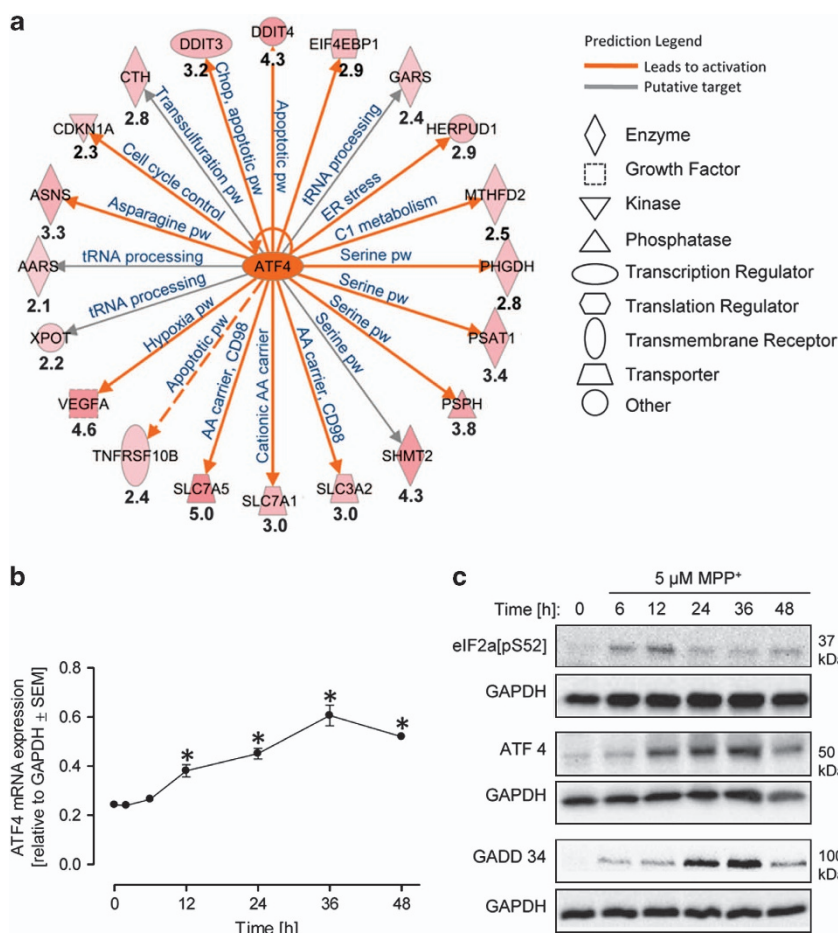 a
DDIT3
3.2
DDIT4
4.3
EIF4EBP1
2.9
GARS
2.4
HERPUD1
2.9
MTHFD2
2.5
PHGDH
2.8
PSAT1
3.4
PSPH
3.8
SHMT2
4.3
SLC3A2
3.0
SLC7A1
3.0
SLC7A5
5.0
TNFRSF10B
2.4
VEGFA
4.6
XPOT
2.2
AARS
2.1
ASNS
3.3
CDKN1A
2.3
CTH
2.8
ATF4
Chop, apoptotic pw
Apoptotic pw
tRNA processing
ER stress
C1 metabolism
Serine pw
Serine pw
Serine pw
Serine pw
AA carrier, CD98
Cationic AA carrier
AA carrier, CD98
Apoptotic pw
Hypoxia pw
tRNA processing
tRNA processing
Asparagine pw
Cell cycle control
Transsulfuration pw
Prediction Legend
Leads to activation
Putative target
Enzyme
Growth Factor
Kinase
Phosphatase
Transcription Regulator
Translation Regulator
Transmembrane Receptor
Transporter
Other
b
ATF4 mRNA expression
[relative to GAPDH ± SEM]
0.8
0.6
0.4
0.2
0.0
* * * *
0 12 24 36 48
Time [h]
c
5 µM MPP⁺
Time [h]: 0 6 12 24 36 48
eIF2a[pS52] 37
kDa
GAPDH
ATF 4 50
kDa
GAPDH
GADD 34 100
kDa
GAPDH